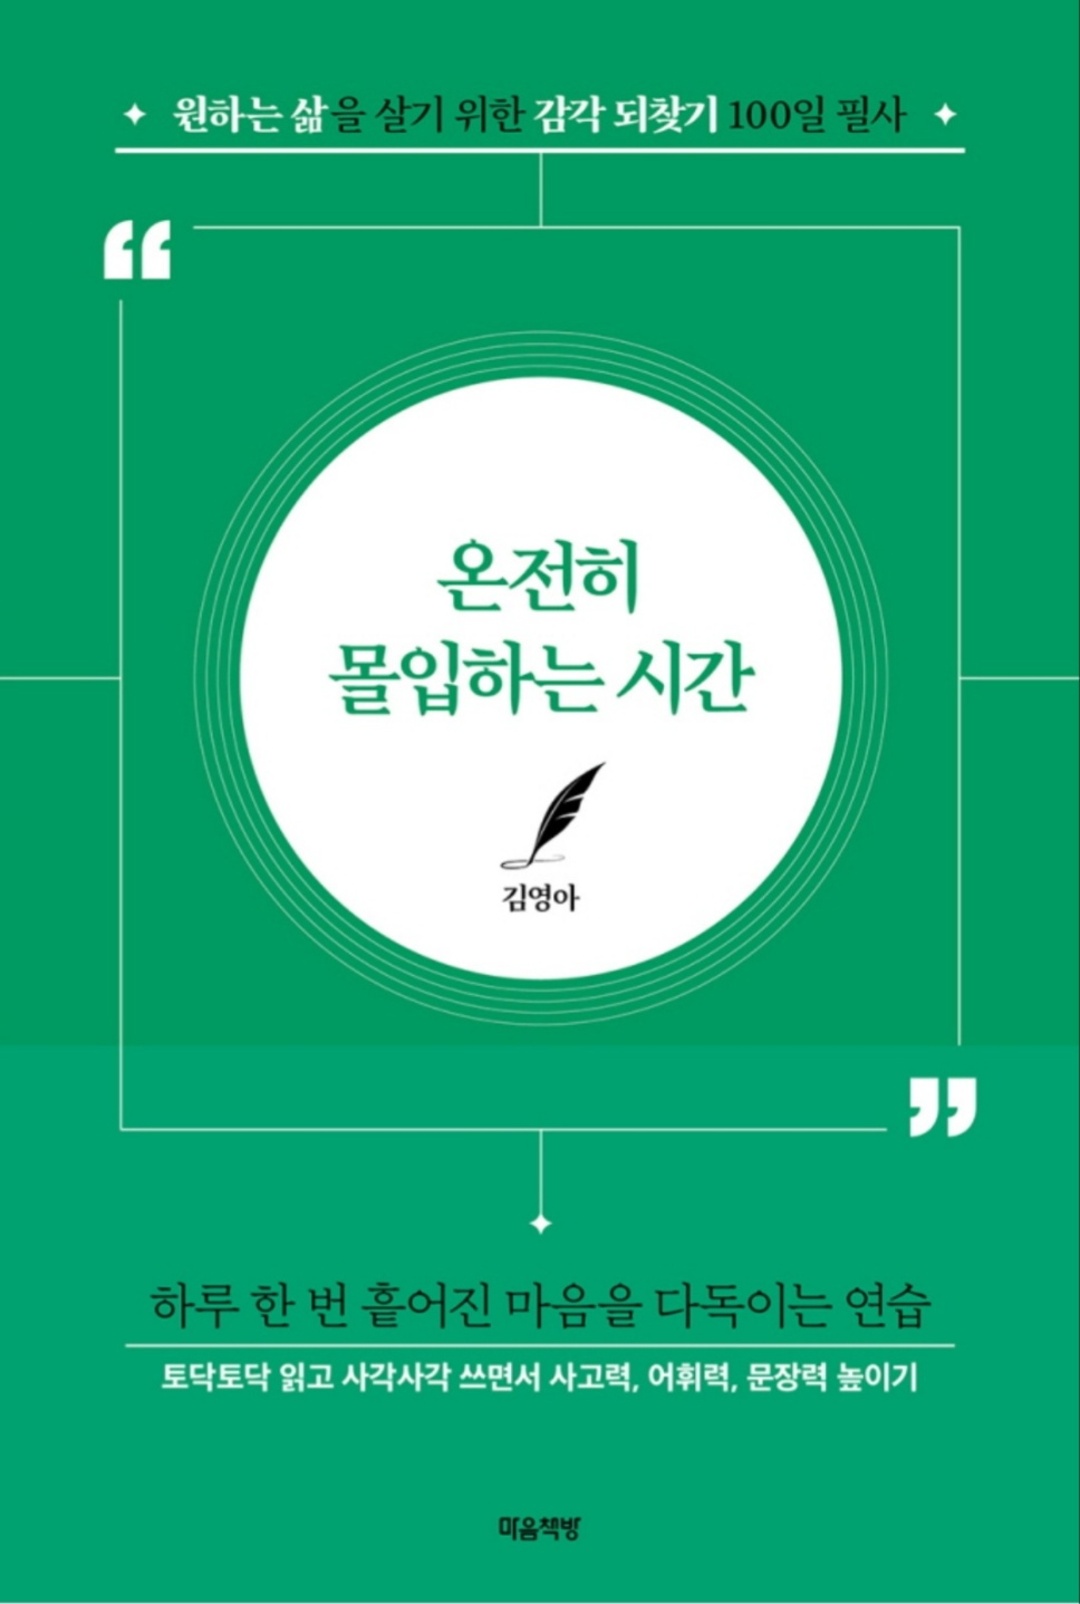 원하는 삶을 살기 위한 감각 되찾기 100일 필사
온전히
몰입하는 시간
김영아
하루 한 번 흩어진 마음을 다독이는 연습
토닥토닥 읽고 사각사각 쓰면서 사고력, 어휘력, 문장력 높이기
마음책방